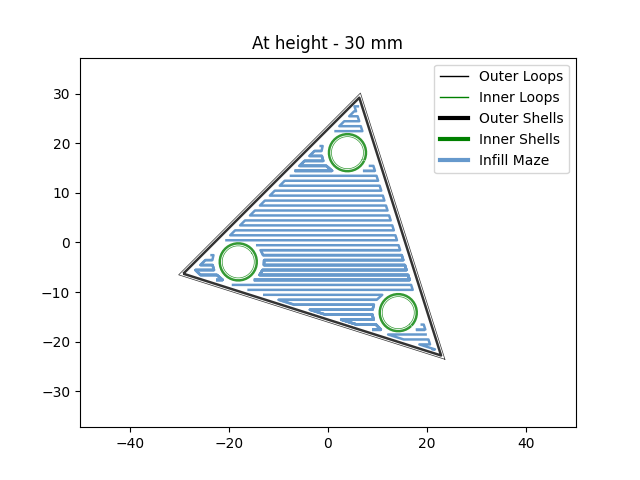 At height - 30 mm
Outer Loops
Inner Loops
Outer Shells
Inner Shells
Infill Maze
30
20
10
0
−10
−20
−30
−40 −20 0 20 40